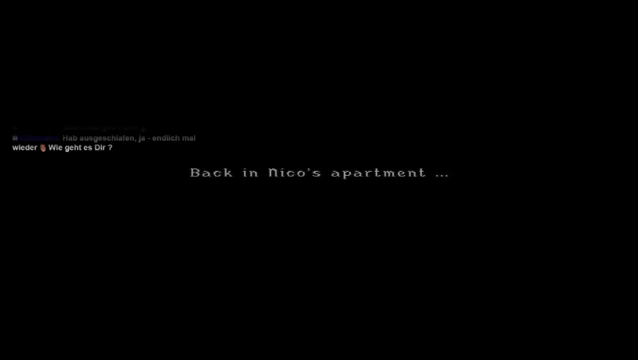 Hab ausgeschlafen, ja - endlich mal
wieder Wie geht es Dir ?
Back in Nico's apartment ...